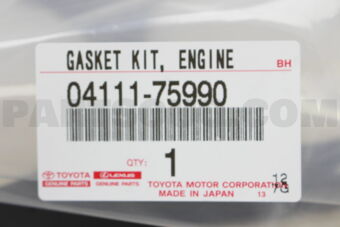 GASKET KIT, ENGINE BH
04111-75990
QTY:
1
TOYOTA LEXUS
GENUINE PARTS GENUINE PARTS
TOYOTA MOTOR CORPORATION
MADE IN JAPAN 13
12